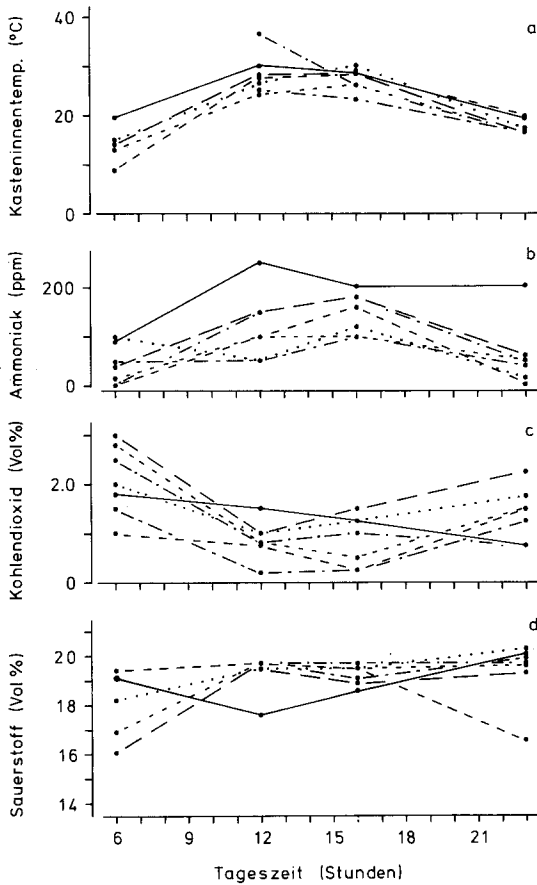 a
Kasteninnentemp. (°C)
40
20
0
b
Ammoniak (ppm)
200
0
c
Kohlendioxid (Vol%)
2.0
0
d
Sauerstoff (Vol %)
20
18
16
14
6 9 12 15 18 21
Tageszeit (Stunden)